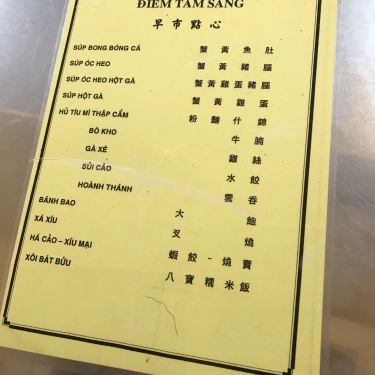 ĐIỂM TÂM SÁNG
早市點心
SÚP BONG BÓNG CÁ 蟹黃魚肚
SÚP ÓC HEO 蟹黃豬腦
SÚP ÓC HEO HỘT GÀ 蟹黃雞蛋豬腦
SÚP HỘT GÀ 蟹黃雞蛋
HỦ TÍU MÌ THẬP CẨM 粉麵什錦
BÒ KHO 牛腩
GÀ XÉ 雞絲
SỦI CẢO 水餃
HOÀNH THÁNH 雲吞
BÁNH BAO 大飽
XÁ XÍU 叉燒
HÁ CẢO - XÍU MẠI 蝦餃 - 燒賣
XÔI BÁT BỬU 八寶糯米飯